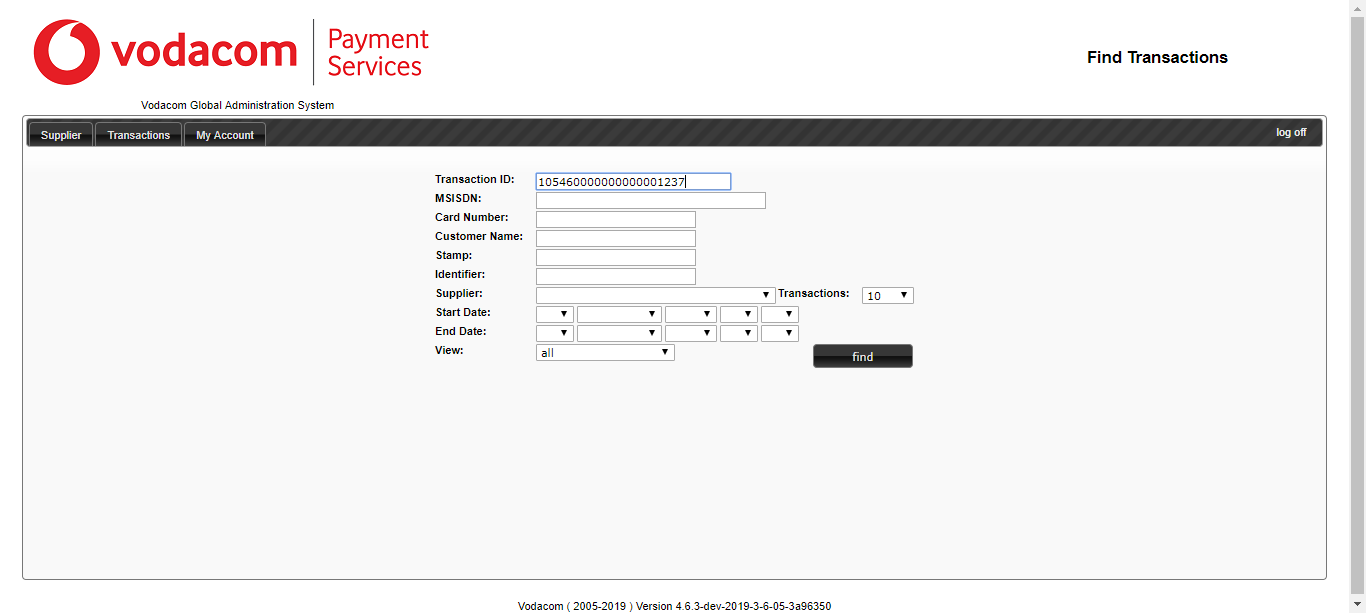 vodacom
Payment
Services
Find Transactions
Vodacom Global Administration System
Supplier Transactions My Account log off
Transaction ID: 105460000000000001237
MSISDN:
Card Number:
Customer Name:
Stamp:
Identifier:
Supplier: Transactions: 10
Start Date:
End Date:
View: all
find
Vodacom ( 2005-2019 ) Version 4.6.3-dev-2019-3-6-05-3a96350